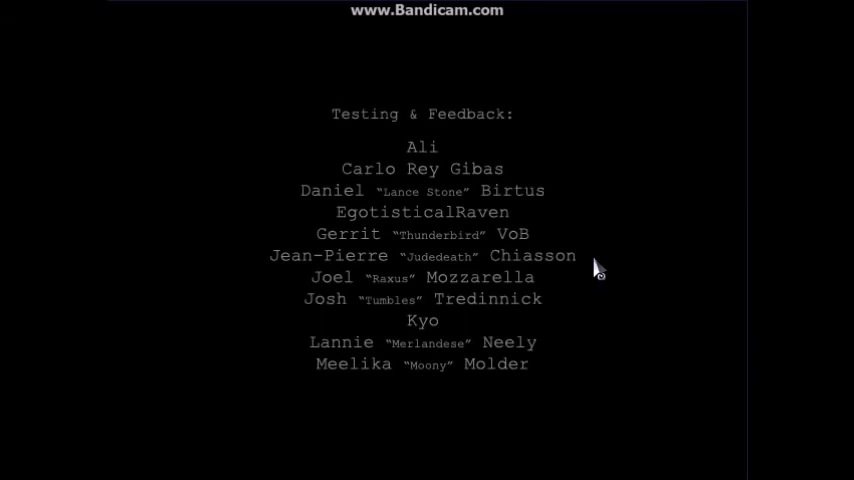 www.Bandicam.com
Testing & Feedback:
Ali
Carlo Rey Gibas
Daniel “Lance Stone” Birtus
EgotisticalRaven
Gerrit “Thunderbird” VoB
Jean-Pierre “Judedeath” Chiasson
Joel “Raxus” Mozzarella
Josh “Tumbles” Tredinnick
Kyo
Lannie “Merlandese” Neely
Meelika “Moony” Molder